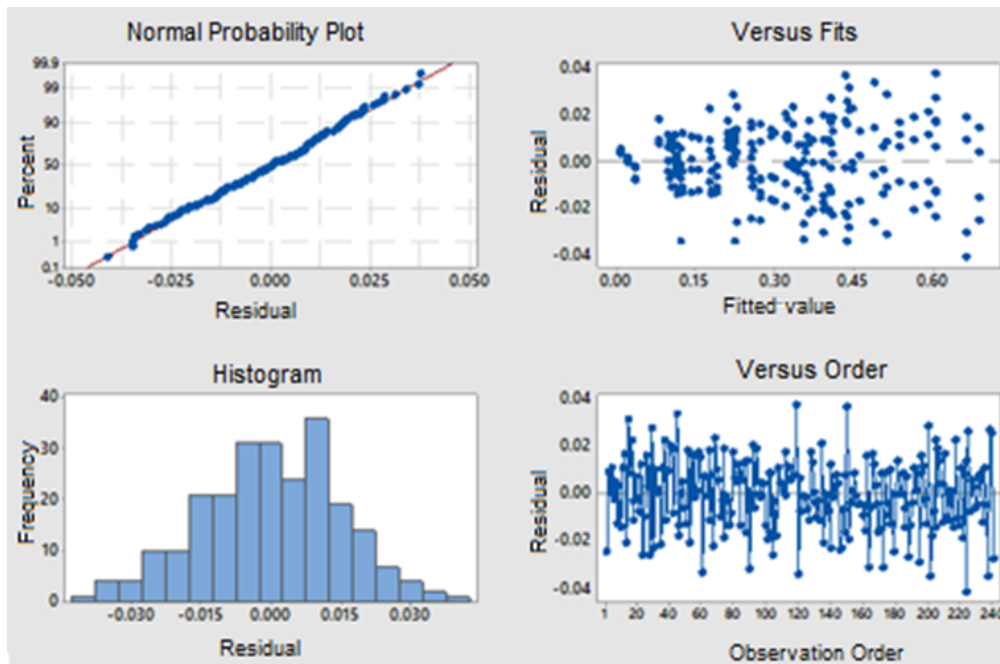 Normal Probability Plot
99.9
99
90
50
10
1
0.1
Percent
-0.050 -0.025 0.000 0.025 0.050
Residual
Versus Fits
0.04
0.02
0.00
-0.02
-0.04
Residual
0.00 0.15 0.30 0.45 0.60
Fitted value
Histogram
40
30
20
10
0
Frequency
-0.030 -0.015 0.000 0.015 0.030
Residual
Versus Order
0.04
0.02
0.00
-0.02
-0.04
Residual
1 20 40 60 80 100 120 140 160 180 200 220 240
Observation Order